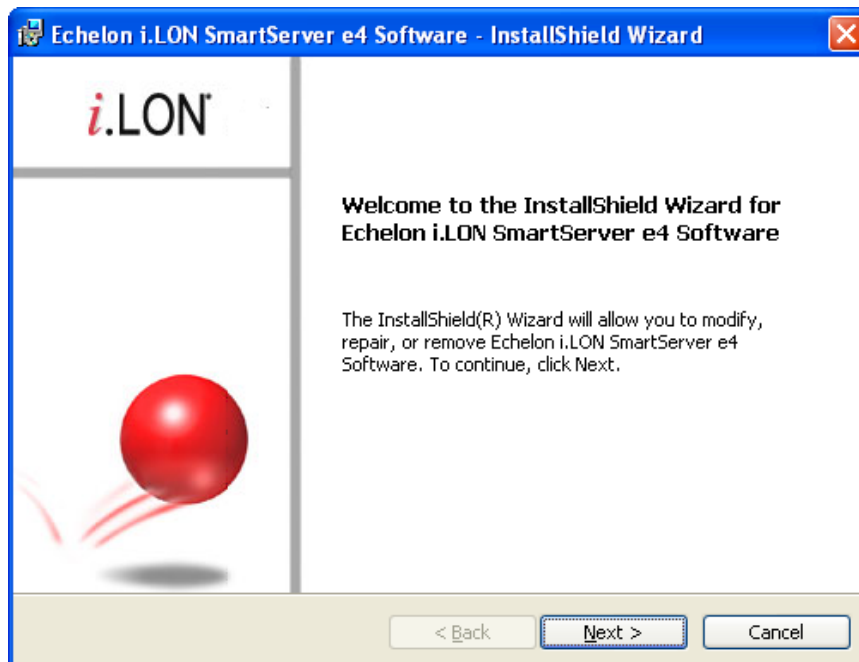 Echelon i.LON SmartServer e4 Software - InstallShield Wizard
i.LON
Welcome to the InstallShield Wizard for
Echelon i.LON SmartServer e4 Software
The InstallShield(R) Wizard will allow you to modify,
repair, or remove Echelon i.LON SmartServer e4
Software. To continue, click Next.
< Back
Next >
Cancel